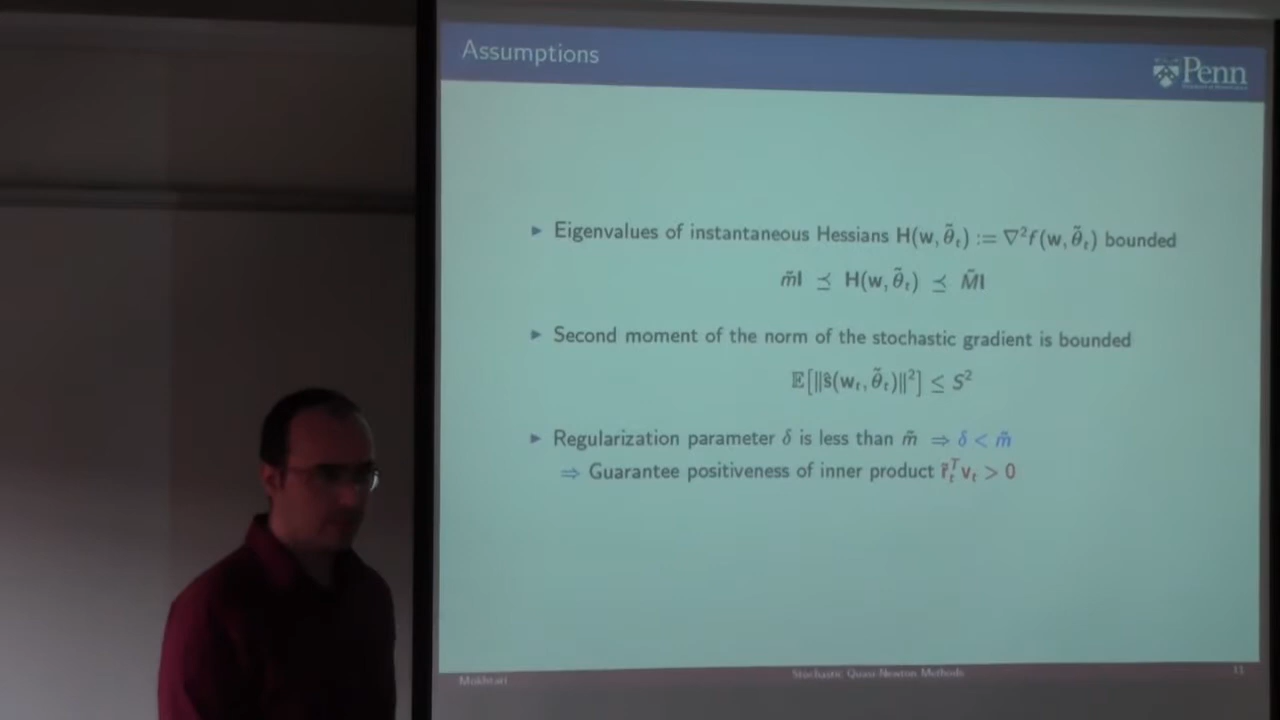 Assumptions
Penn
▶ Eigenvalues of instantaneous Hessians H(w, θ̃ₜ) := ∇²f(w, θ̃ₜ) bounded
m̃I ⪯ H(w, θ̃ₜ) ⪯ M̃I
▶ Second moment of the norm of the stochastic gradient is bounded
𝔼[‖ŝ(wₜ, θ̃ₜ)‖²] ≤ S²
▶ Regularization parameter δ is less than m̃ ⇒ δ < m̃
⇒ Guarantee positiveness of inner product r̃ₜᵀvₜ > 0
Mokhtari
Stochastic Quasi-Newton Methods
11